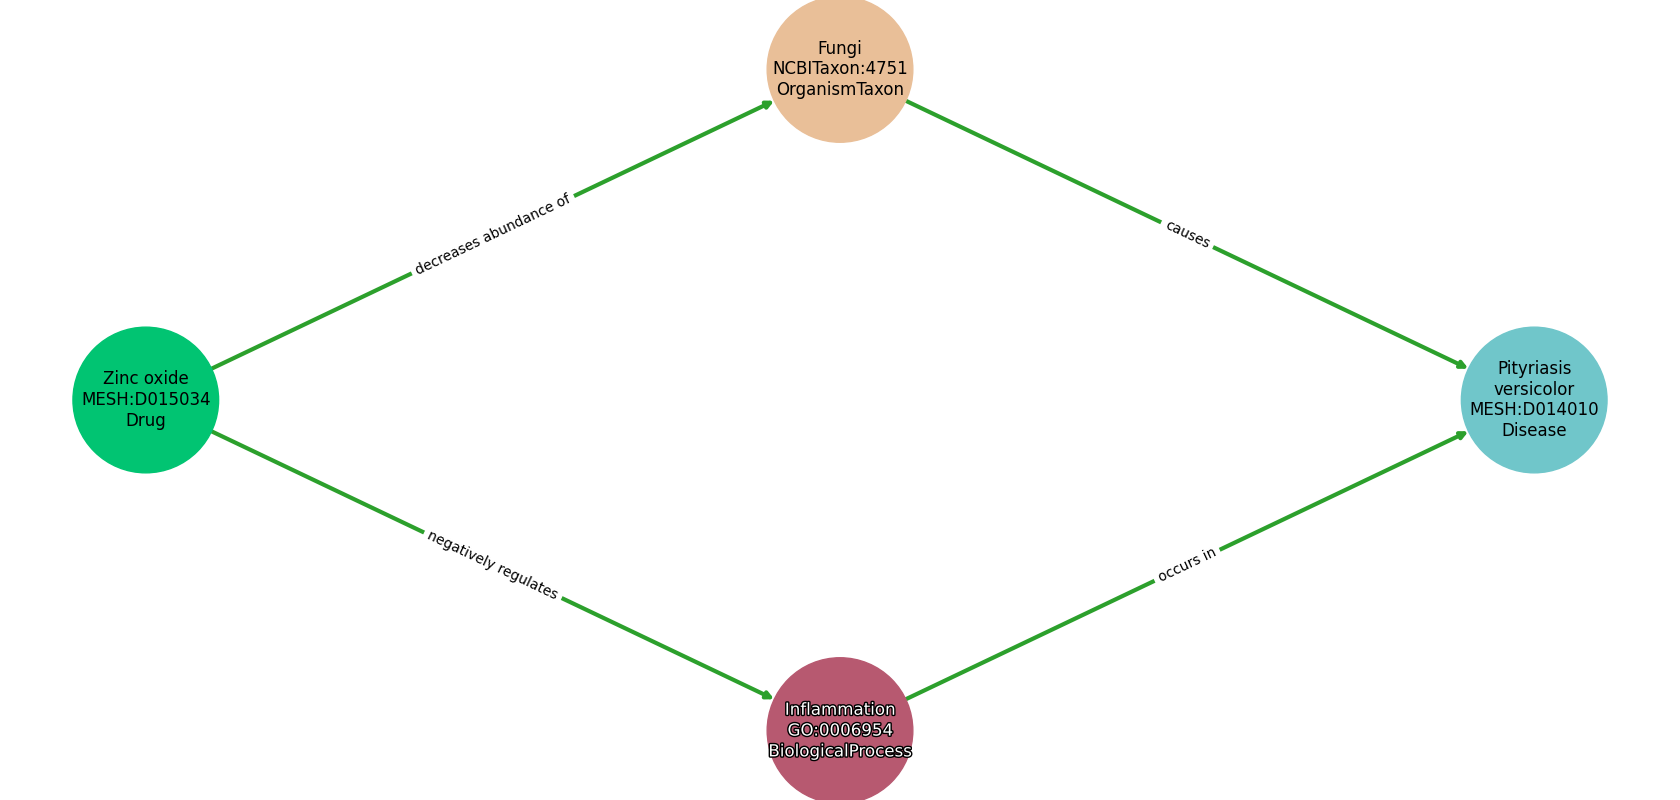 Fungi
NCBITaxon:4751
OrganismTaxon
decreases abundance of
causes
Zinc oxide
MESH:D015034
Drug
Pityriasis
versicolor
MESH:D014010
Disease
negatively regulates
occurs in
Inflammation
GO:0006954
BiologicalProcess